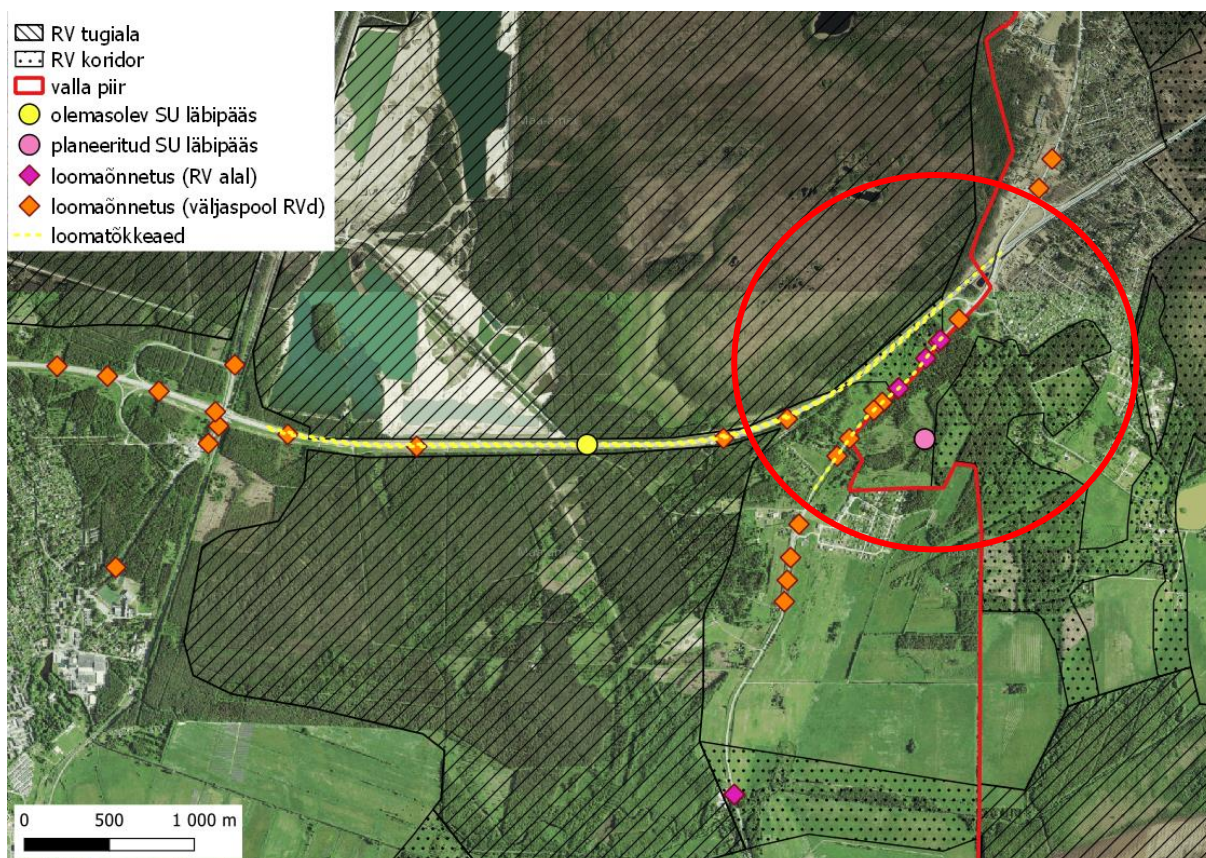 RV tugiala
RV koridor
valla piir
olemasolev SU läbipääs
planeeritud SU läbipääs
loomaõnnetus (RV alal)
loomaõnnetus (väljaspool RVd)
loomatõkkeaed
0 500 1 000 m